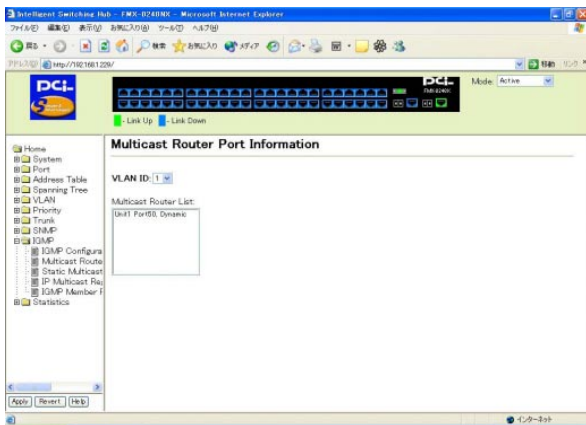 Intelligent Switching Hub - FMX-0248NX - Microsoft Internet Explorer
ファイル(F) 編集(E) 表示(V) お気に入り(A) ツール(T) ヘルプ(H)
戻る 検索 お気に入り メディア
アドレス(D) http://192.168.1.229/ 移動 リンク
PCi
PCi
Mode: Active
- Link Up - Link Down
Multicast Router Port Information
Home
System
Port
Address Table
Spanning Tree
VLAN
Priority
Trunk
SNMP
IGMP
IGMP Configura
Multicast Route
Static Multicast
IP Multicast Re
IGMP Member F
Statistics
VLAN ID: 1
Multicast Router List:
Unit1 Port50, Dynamic
Apply Revert Help
インターネット